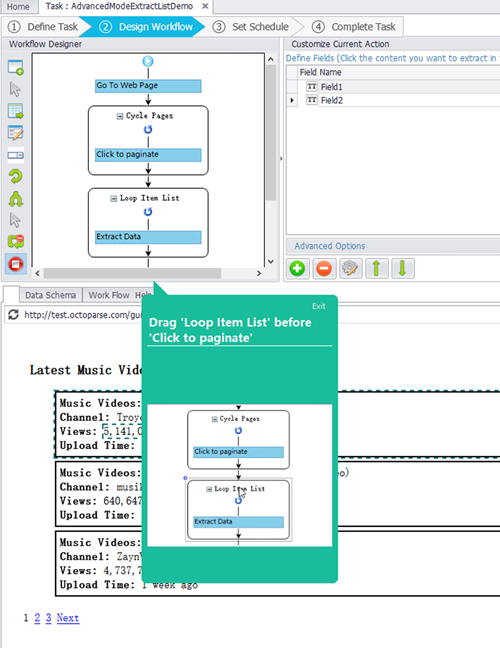 Home Task : AdvancedModeExtractListDemo X
1 Define Task 2 Design Workflow 3 Set Schedule 4 Complete Task
Workflow Designer
Go To Web Page
Cycle Pages
Click to paginate
Loop Item List
Extract Data
Customize Current Action
Define Fields (Click the content you want to extract in
Field Name
TT Field1
TT Field2
Advanced Options
Data Schema Work Flow Help
http://test.octoparse.com/gui
Exit
Drag 'Loop Item List' before
'Click to paginate'
Cycle Pages
Click to paginate
Loop Item List
Extract Data
Latest Music Vide
Music Videos:
Channel: Troy
Views: 5,141,0
Upload Time:
Music Videos:
Channel: musi
Views: 640,647
Upload Time:
Music Videos:
Channel: Zayn
Views: 4,737,7
Upload Time: 1 week ago
1 2 3 Next